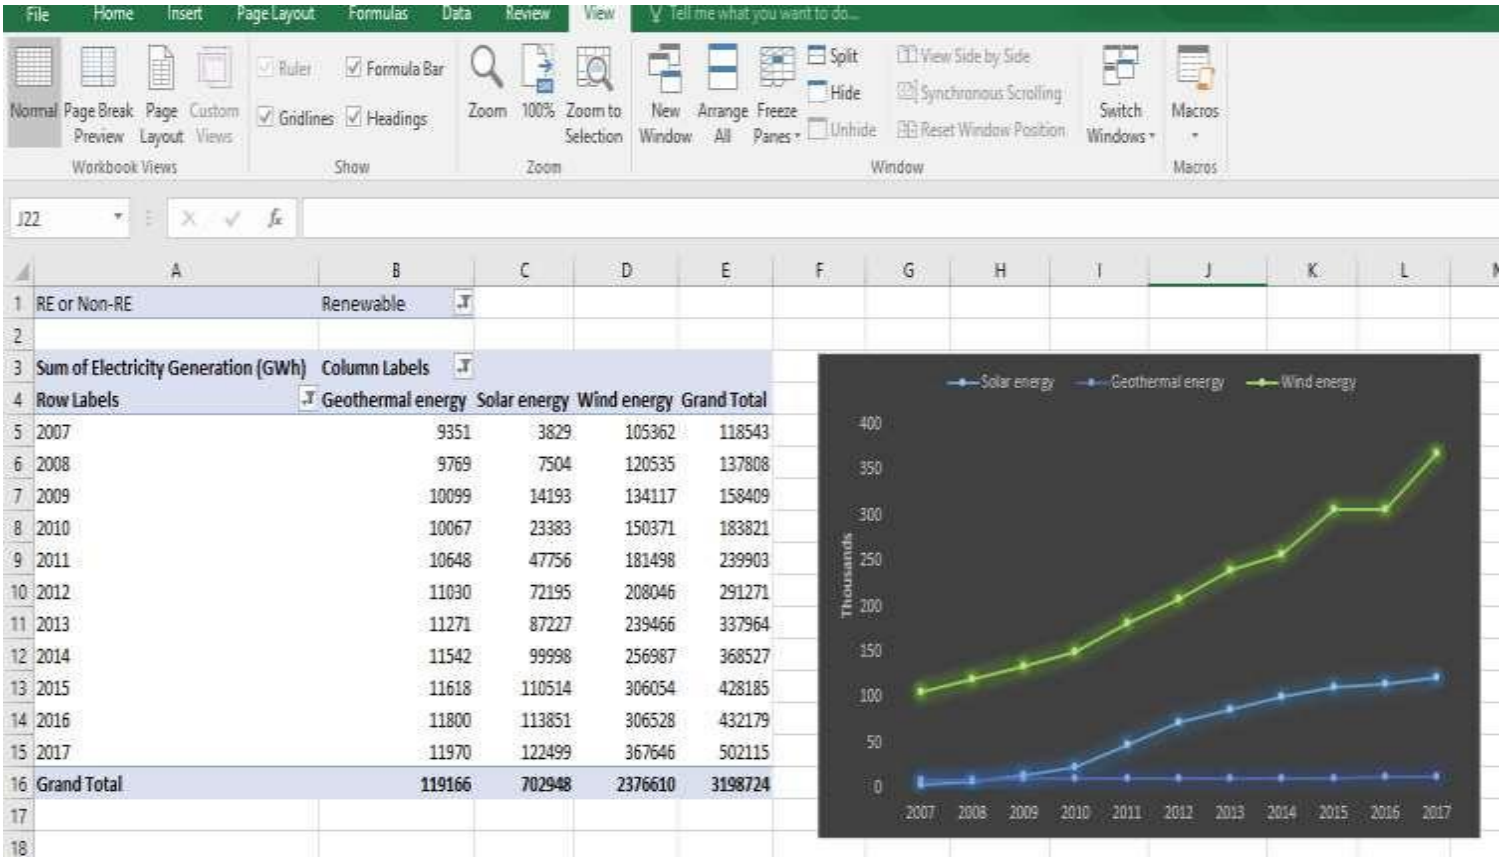 File Home Insert Page Layout Formulas Data Review View Tell me what you want to do...
Normal Page Break Preview Page Layout Custom Views
Workbook Views
Ruler Formula Bar
Gridlines Headings
Show
Zoom 100% Zoom to Selection
Zoom
New Window Arrange All Freeze Panes
Split View Side by Side
Hide Synchronous Scrolling
Unhide Reset Window Position
Switch Windows
Window
Macros
Macros
J22 fx
A B C D E F G H I J K L
1 RE or Non-RE Renewable
2
3 Sum of Electricity Generation (GWh) Column Labels
4 Row Labels Geothermal energy Solar energy Wind energy Grand Total
5 2007 9351 3829 105362 118543
6 2008 9769 7504 120535 137808
7 2009 10099 14193 134117 158409
8 2010 10067 23383 150371 183821
9 2011 10648 47756 181498 239903
10 2012 11030 72195 208046 291271
11 2013 11271 87227 239466 337964
12 2014 11542 99998 256987 368527
13 2015 11618 110514 306054 428185
14 2016 11800 113851 306528 432179
15 2017 11970 122499 367646 502115
16 Grand Total 119166 702948 2376610 3198724
17
18
Solar energy Geothermal energy Wind energy
Thousands
400
350
300
250
200
150
100
50
0
2007 2008 2009 2010 2011 2012 2013 2014 2015 2016 2017